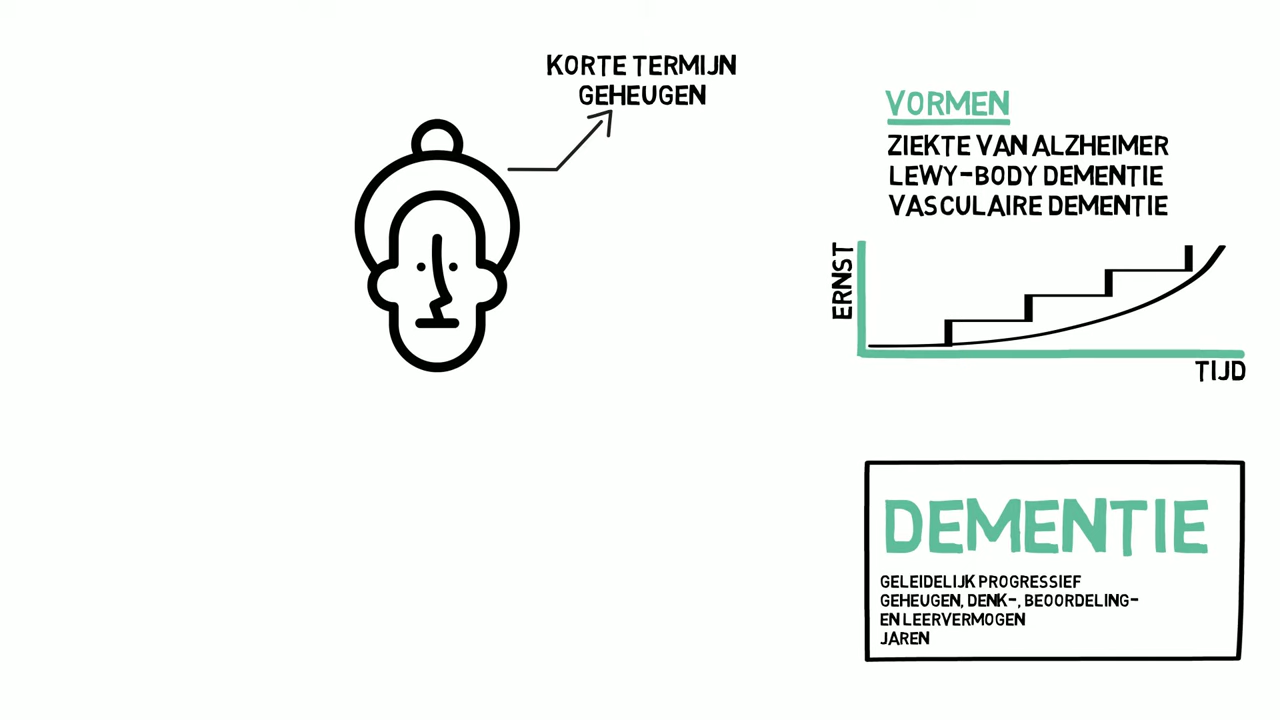 KORTE TERMIJN
GEHEUGEN
VORMEN
ZIEKTE VAN ALZHEIMER
LEWY-BODY DEMENTIE
VASCULAIRE DEMENTIE
ERNST
TIJD
DEMENTIE
GELEIDELIJK PROGRESSIEF
GEHEUGEN, DENK-, BEOORDELING-
EN LEERVERMOGEN
JAREN